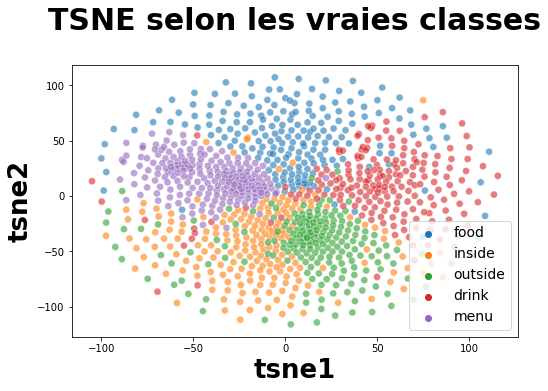 TSNE selon les vraies classes
100
50
0
−50
−100
tsne2
−100
−50
0
50
100
tsne1
food
inside
outside
drink
menu